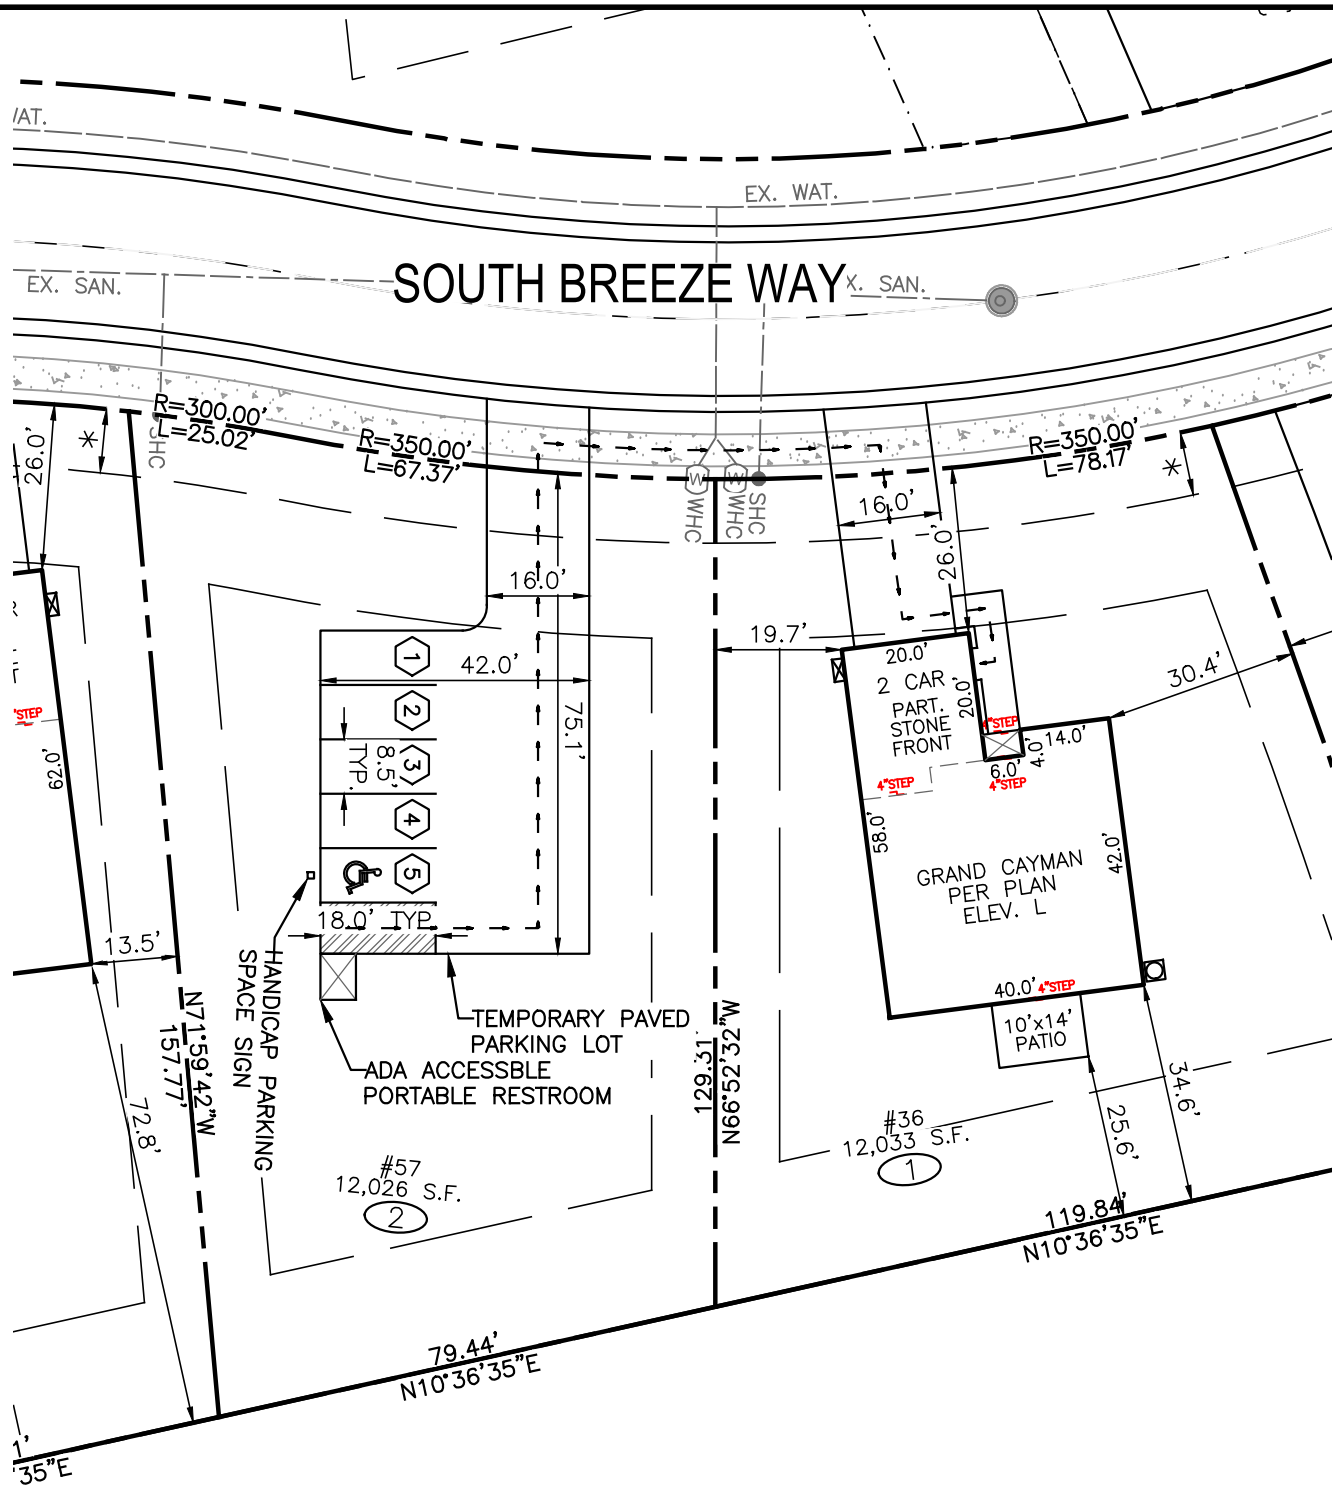 EX. WAT.
SOUTH BREEZE WAY
EX. SAN.
R=300.00'
L=25.02'
R=350.00'
L=67.37'
R=350.00'
L=78.17'
26.0'
SHC
WHC
WHC
SHC
W
W
16.0'
26.0'
16.0'
42.0'
75.1'
1
2
3
4
5
8.5'
TYP.
18.0' TYP.
HANDICAP PARKING
SPACE SIGN
TEMPORARY PAVED
PARKING LOT
ADA ACCESSBLE
PORTABLE RESTROOM
19.7'
20.0'
2 CAR
PART.
STONE
FRONT
20.0'
4"STEP
14.0'
4.0'
6.0'
4"STEP
4"STEP
30.4'
58.0'
42.0'
GRAND CAYMAN
PER PLAN
ELEV. L
40.0'
4"STEP
10'x14'
PATIO
34.6'
25.6'
'STEP
62.0'
13.5'
72.8'
N71°59'42"W
157.77'
129.31'
N66°52'32"W
#57
12,026 S.F.
2
#36
12,033 S.F.
1
119.84'
N10°36'35"E
79.44'
N10°36'35"E
1'
'35"E